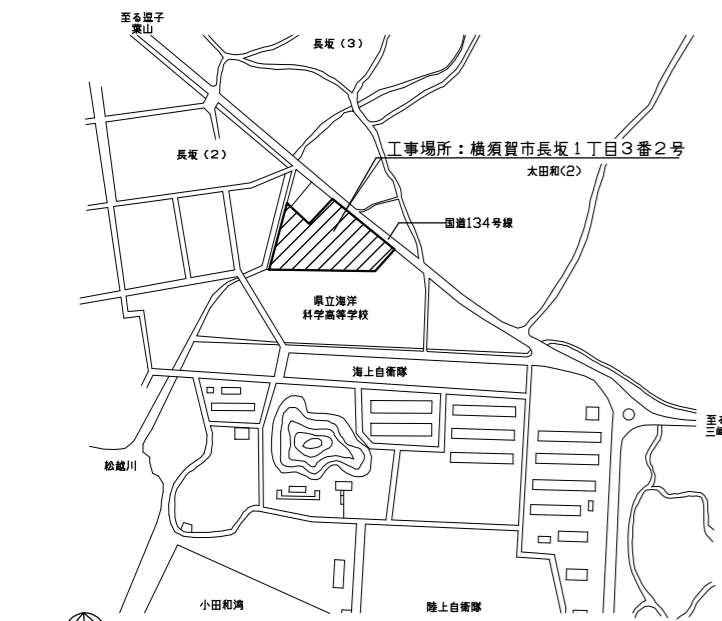 至る逗子
葉山
長坂（3）
長坂（2）
工事場所：横須賀市長坂１丁目３番２号
太田和(2)
国道134号線
県立海洋
科学高等学校
海上自衛隊
至る
三崎
松越川
小田和湾
陸上自衛隊